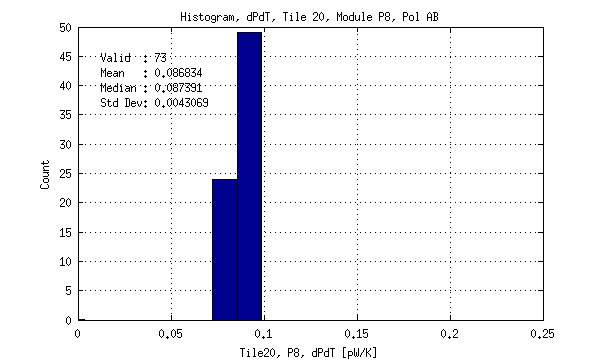 Histogram, dPdT, Tile 20, Module P8, Pol AB
50
45
40
35
30
25
20
15
10
5
0
Count
Valid : 73
Mean : 0.086834
Median : 0.087391
Std Dev: 0.0043069
0 0.05 0.1 0.15 0.2 0.25
Tile20, P8, dPdT [pW/K]